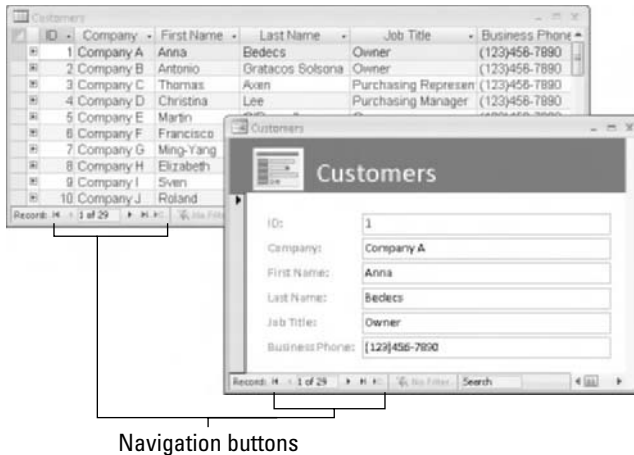 Customers
ID Company First Name Last Name Job Title Business Phone
1 Company A Anna Bedecs Owner (123)456-7890
2 Company B Antonio Gratacos Solsona Owner (123)456-7890
3 Company C Thomas Axen Purchasing Represen (123)456-7890
4 Company D Christina Lee Purchasing Manager (123)456-7890
5 Company E Martin
6 Company F Francisco
7 Company G Ming-Yang
8 Company H Elizabeth
9 Company I Sven
10 Company J Roland
Record: 1 of 29 No Filter
Customers
Customers
ID: 1
Company: Company A
First Name: Anna
Last Name: Bedecs
Job Title: Owner
Business Phone: (123)456-7890
Record: 1 of 29 No Filter Search
Navigation buttons